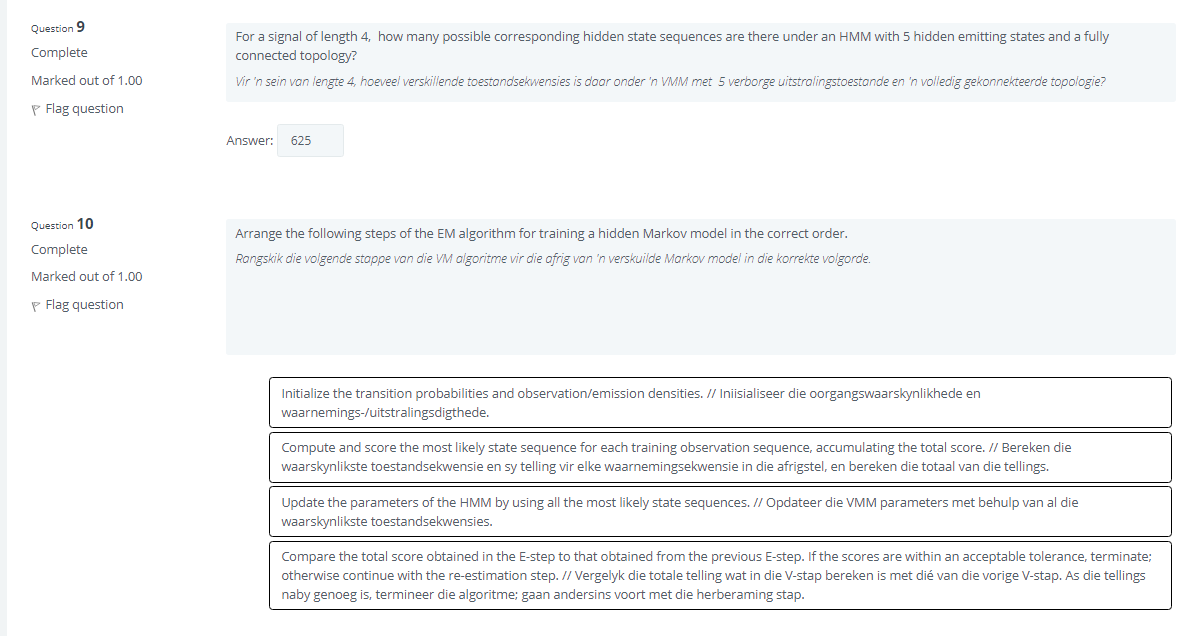 Question 9
Complete
Marked out of 1.00
Flag question
For a signal of length 4, how many possible corresponding hidden state sequences are there under an HMM with 5 hidden emitting states and a fully
connected topology?
Vir 'n sein van lengte 4, hoeveel verskillende toestandsekwensies is daar onder 'n VMM met 5 verborge uitstralingstoestande en 'n volledig gekonnekteerde topologie?
Answer: 625
Question 10
Complete
Marked out of 1.00
Flag question
Arrange the following steps of the EM algorithm for training a hidden Markov model in the correct order.
Rangskik die volgende stappe van die VM algoritme vir die afrig van 'n verskuilde Markov model in die korrekte volgorde.
Initialize the transition probabilities and observation/emission densities. // Iniisialiseer die oorgangswaarskynlikhede en
waarnemings-/uitstralingsdigthede.
Compute and score the most likely state sequence for each training observation sequence, accumulating the total score. // Bereken die
waarskynlikste toestandsekwensie en sy telling vir elke waarnemingsekwensie in die afrigstel, en bereken die totaal van die tellings.
Update the parameters of the HMM by using all the most likely state sequences. // Opdateer die VMM parameters met behulp van al die
waarskynlikste toestandsekwensies.
Compare the total score obtained in the E-step to that obtained from the previous E-step. If the scores are within an acceptable tolerance, terminate;
otherwise continue with the re-estimation step. // Vergelyk die totale telling wat in die V-stap bereken is met dié van die vorige V-stap. As die tellings
naby genoeg is, termineer die algoritme; gaan andersins voort met die herberaming stap.